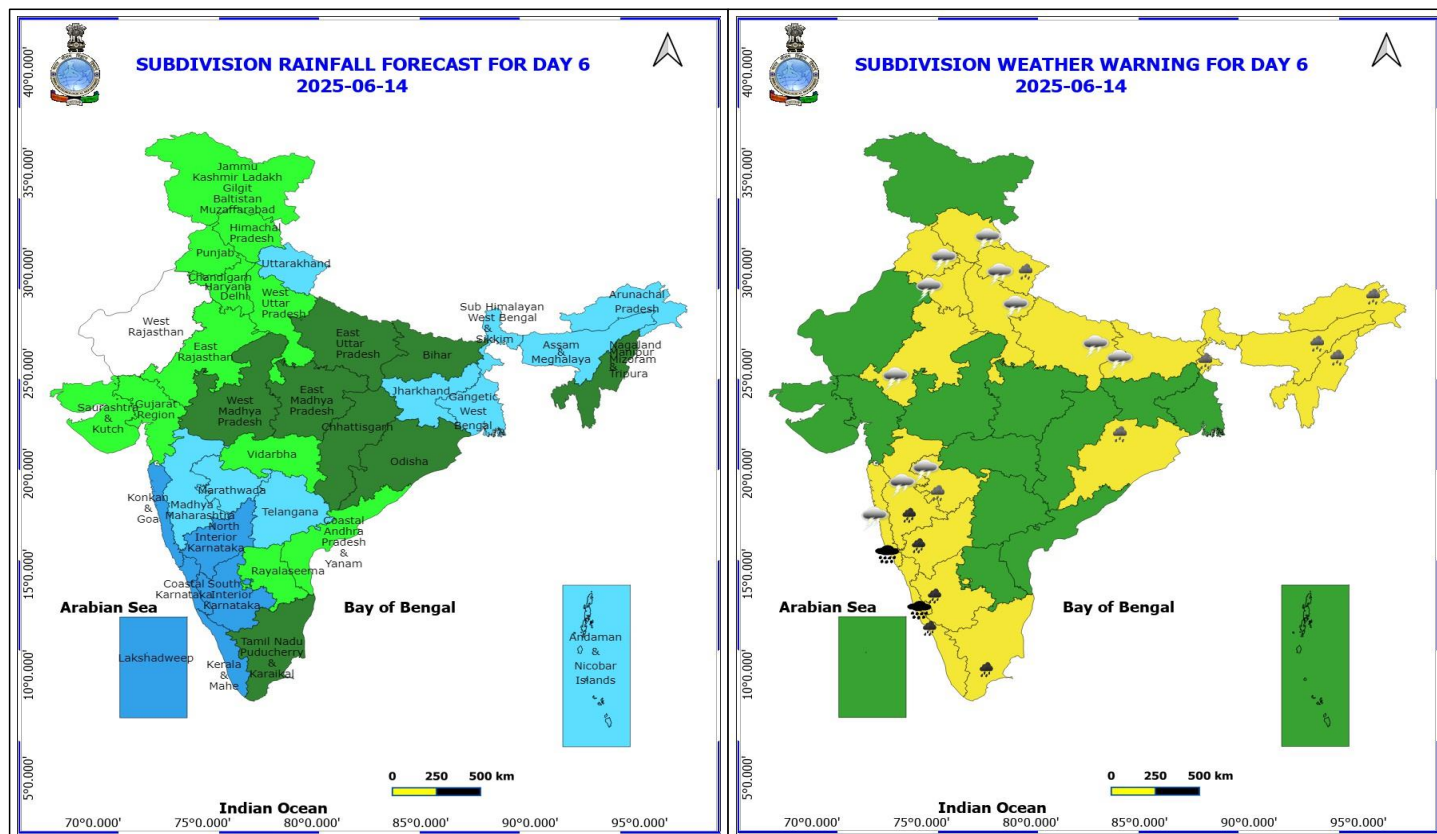 SUBDIVISION RAINFALL FORECAST FOR DAY 6
2025-06-14
40°0.000'
35°0.000'
30°0.000'
25°0.000'
20°0.000'
15°0.000'
10°0.000'
5°0.000'
Jammu
Kashmir Ladakh
Gilgit
Baltistan
Muzaffarabad
Himachal
Pradesh
Punjab
Uttarakhand
Chandigarh
Haryana
Delhi
West
Uttar
Pradesh
West
Rajasthan
East
Rajasthan
East
Uttar
Pradesh
Bihar
Sub Himalayan
West Bengal
&
Sikkim
Arunachal
Pradesh
Assam
&
Meghalaya
Nagaland
Manipur
Mizoram
&
Tripura
Saurashtra
&
Kutch
Gujarat
Region
West
Madhya
Pradesh
East
Madhya
Pradesh
Jharkhand
Gangetic
West
Bengal
Chhattisgarh
Vidarbha
Odisha
Konkan
&
Goa
Marathwada
Madhya
Maharashtra
Telangana
North
Interior
Karnataka
Coastal
Andhra
Pradesh
&
Yanam
Rayalaseema
Coastal
Karnataka
South
Interior
Karnataka
Arabian Sea
Bay of Bengal
Lakshadweep
Tamil Nadu
Puducherry
&
Karaikal
Kerala
&
Mahe
Andaman
&
Nicobar
Islands
0 250 500 km
Indian Ocean
70°0.000' 75°0.000' 80°0.000' 85°0.000' 90°0.000' 95°0.000'
SUBDIVISION WEATHER WARNING FOR DAY 6
2025-06-14
40°0.000'
35°0.000'
30°0.000'
25°0.000'
20°0.000'
15°0.000'
10°0.000'
5°0.000'
Arabian Sea
Bay of Bengal
0 250 500 km
Indian Ocean
70°0.000' 75°0.000' 80°0.000' 85°0.000' 90°0.000' 95°0.000'